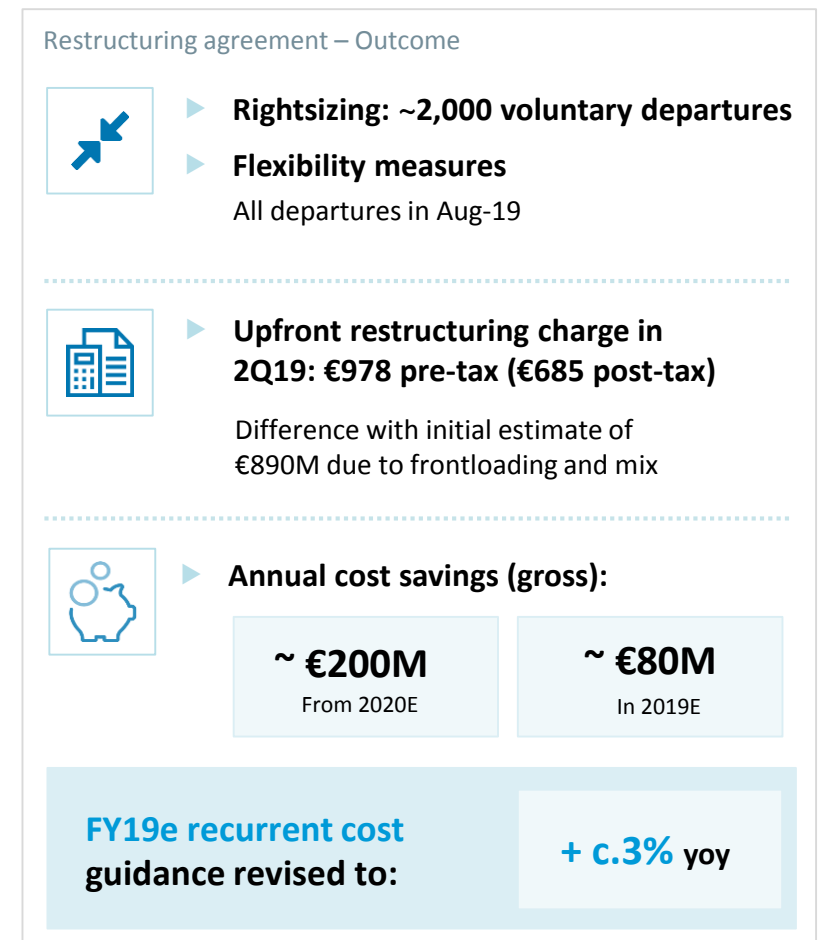 Restructuring agreement – Outcome
Rightsizing: ~2,000 voluntary departures
Flexibility measures
All departures in Aug-19
Upfront restructuring charge in
2Q19: €978 pre-tax (€685 post-tax)
Difference with initial estimate of
€890M due to frontloading and mix
Annual cost savings (gross):
~ €200M
From 2020E
~ €80M
In 2019E
FY19e recurrent cost
guidance revised to:
+ c.3% yoy